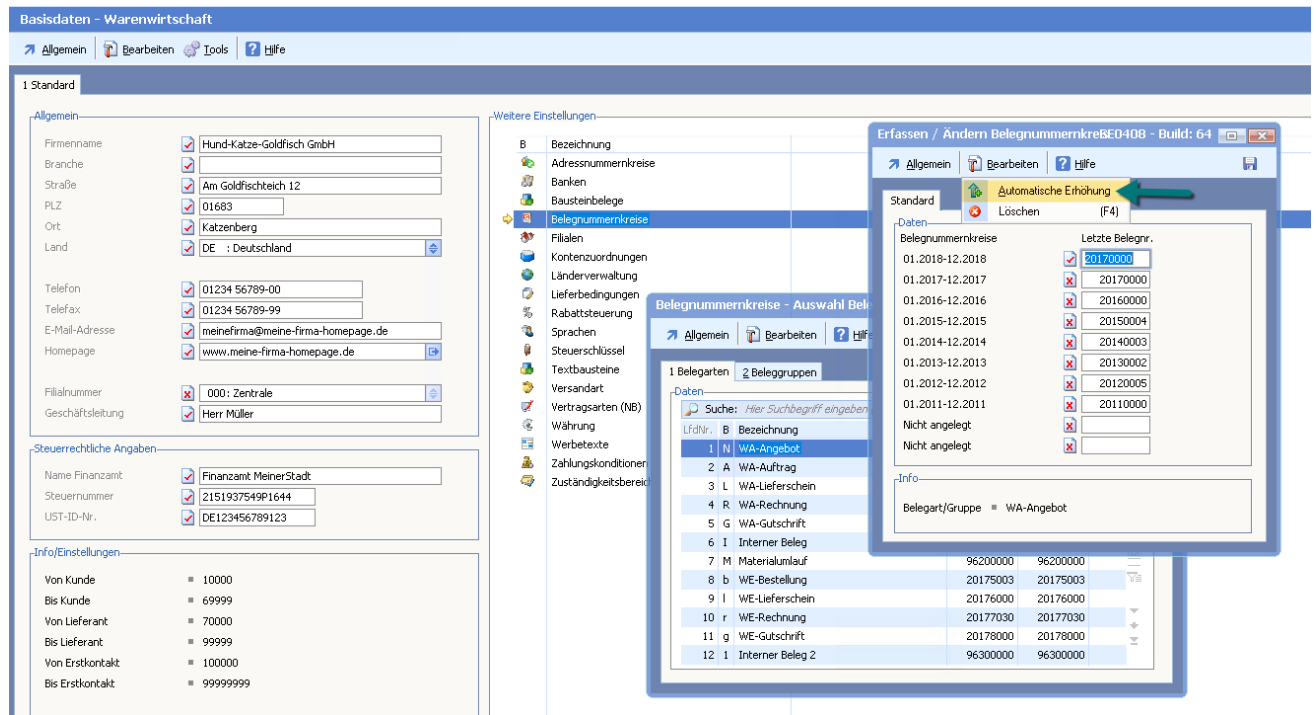 Basisdaten - Warenwirtschaft
Allgemein Bearbeiten Tools Hilfe
1 Standard
Allgemein
Firmenname Hund-Katze-Goldfisch GmbH
Branche
Straße Am Goldfischteich 12
PLZ 01683
Ort Katzenberg
Land DE : Deutschland
Telefon 01234 56789-00
Telefax 01234 56789-99
E-Mail-Adresse meinefirma@meine-firma-homepage.de
Homepage www.meine-firma-homepage.de
Filialnummer 000: Zentrale
Geschäftsleitung Herr Müller
Steuerrechtliche Angaben
Name Finanzamt Finanzamt MeinerStadt
Steuernummer 2151937549P1644
UST-ID-Nr. DE123456789123
Info/Einstellungen
Von Kunde 10000
Bis Kunde 69999
Von Lieferant 70000
Bis Lieferant 99999
Von Erstkontakt 100000
Bis Erstkontakt 99999999
Weitere Einstellungen
B Bezeichnung
Adressnummernkreise
Banken
Bausteinbelege
Belegnummernkreise
Filialen
Kontenzuordnungen
Länderverwaltung
Lieferbedingungen
Rabattsteuerung
Sprachen
Steuerschlüssel
Textbausteine
Versandart
Vertragsarten (NB)
Währung
Werbetexte
Zahlungskonditionen
Zuständigkeitsbereich
Belegnummernkreise - Auswahl Bele
Allgemein Bearbeiten Hilfe
1 Belegarten 2 Beleggruppen
Daten
Suche: Hier Suchbegriff eingeben
LfdNr. B Bezeichnung
1 N WA-Angebot
2 A WA-Auftrag
3 L WA-Lieferschein
4 R WA-Rechnung
5 G WA-Gutschrift
6 I Interner Beleg
7 M Materialumlauf 96200000 96200000
8 b WE-Bestellung 20175003 20175003
9 l WE-Lieferschein 20176000 20176000
10 r WE-Rechnung 20177030 20177030
11 g WE-Gutschrift 20178000 20178000
12 1 Interner Beleg 2 96300000 96300000
Erfassen / Ändern Belegnummernkre BE0408 - Build: 64
Allgemein Bearbeiten Hilfe
Automatische Erhöhung
Löschen (F4)
Standard
Daten
Belegnummernkreise Letzte Belegnr.
01.2018-12.2018 20170000
01.2017-12.2017 20170000
01.2016-12.2016 20160000
01.2015-12.2015 20150004
01.2014-12.2014 20140003
01.2013-12.2013 20130002
01.2012-12.2012 20120005
01.2011-12.2011 20110000
Nicht angelegt
Nicht angelegt
Info
Belegart/Gruppe WA-Angebot